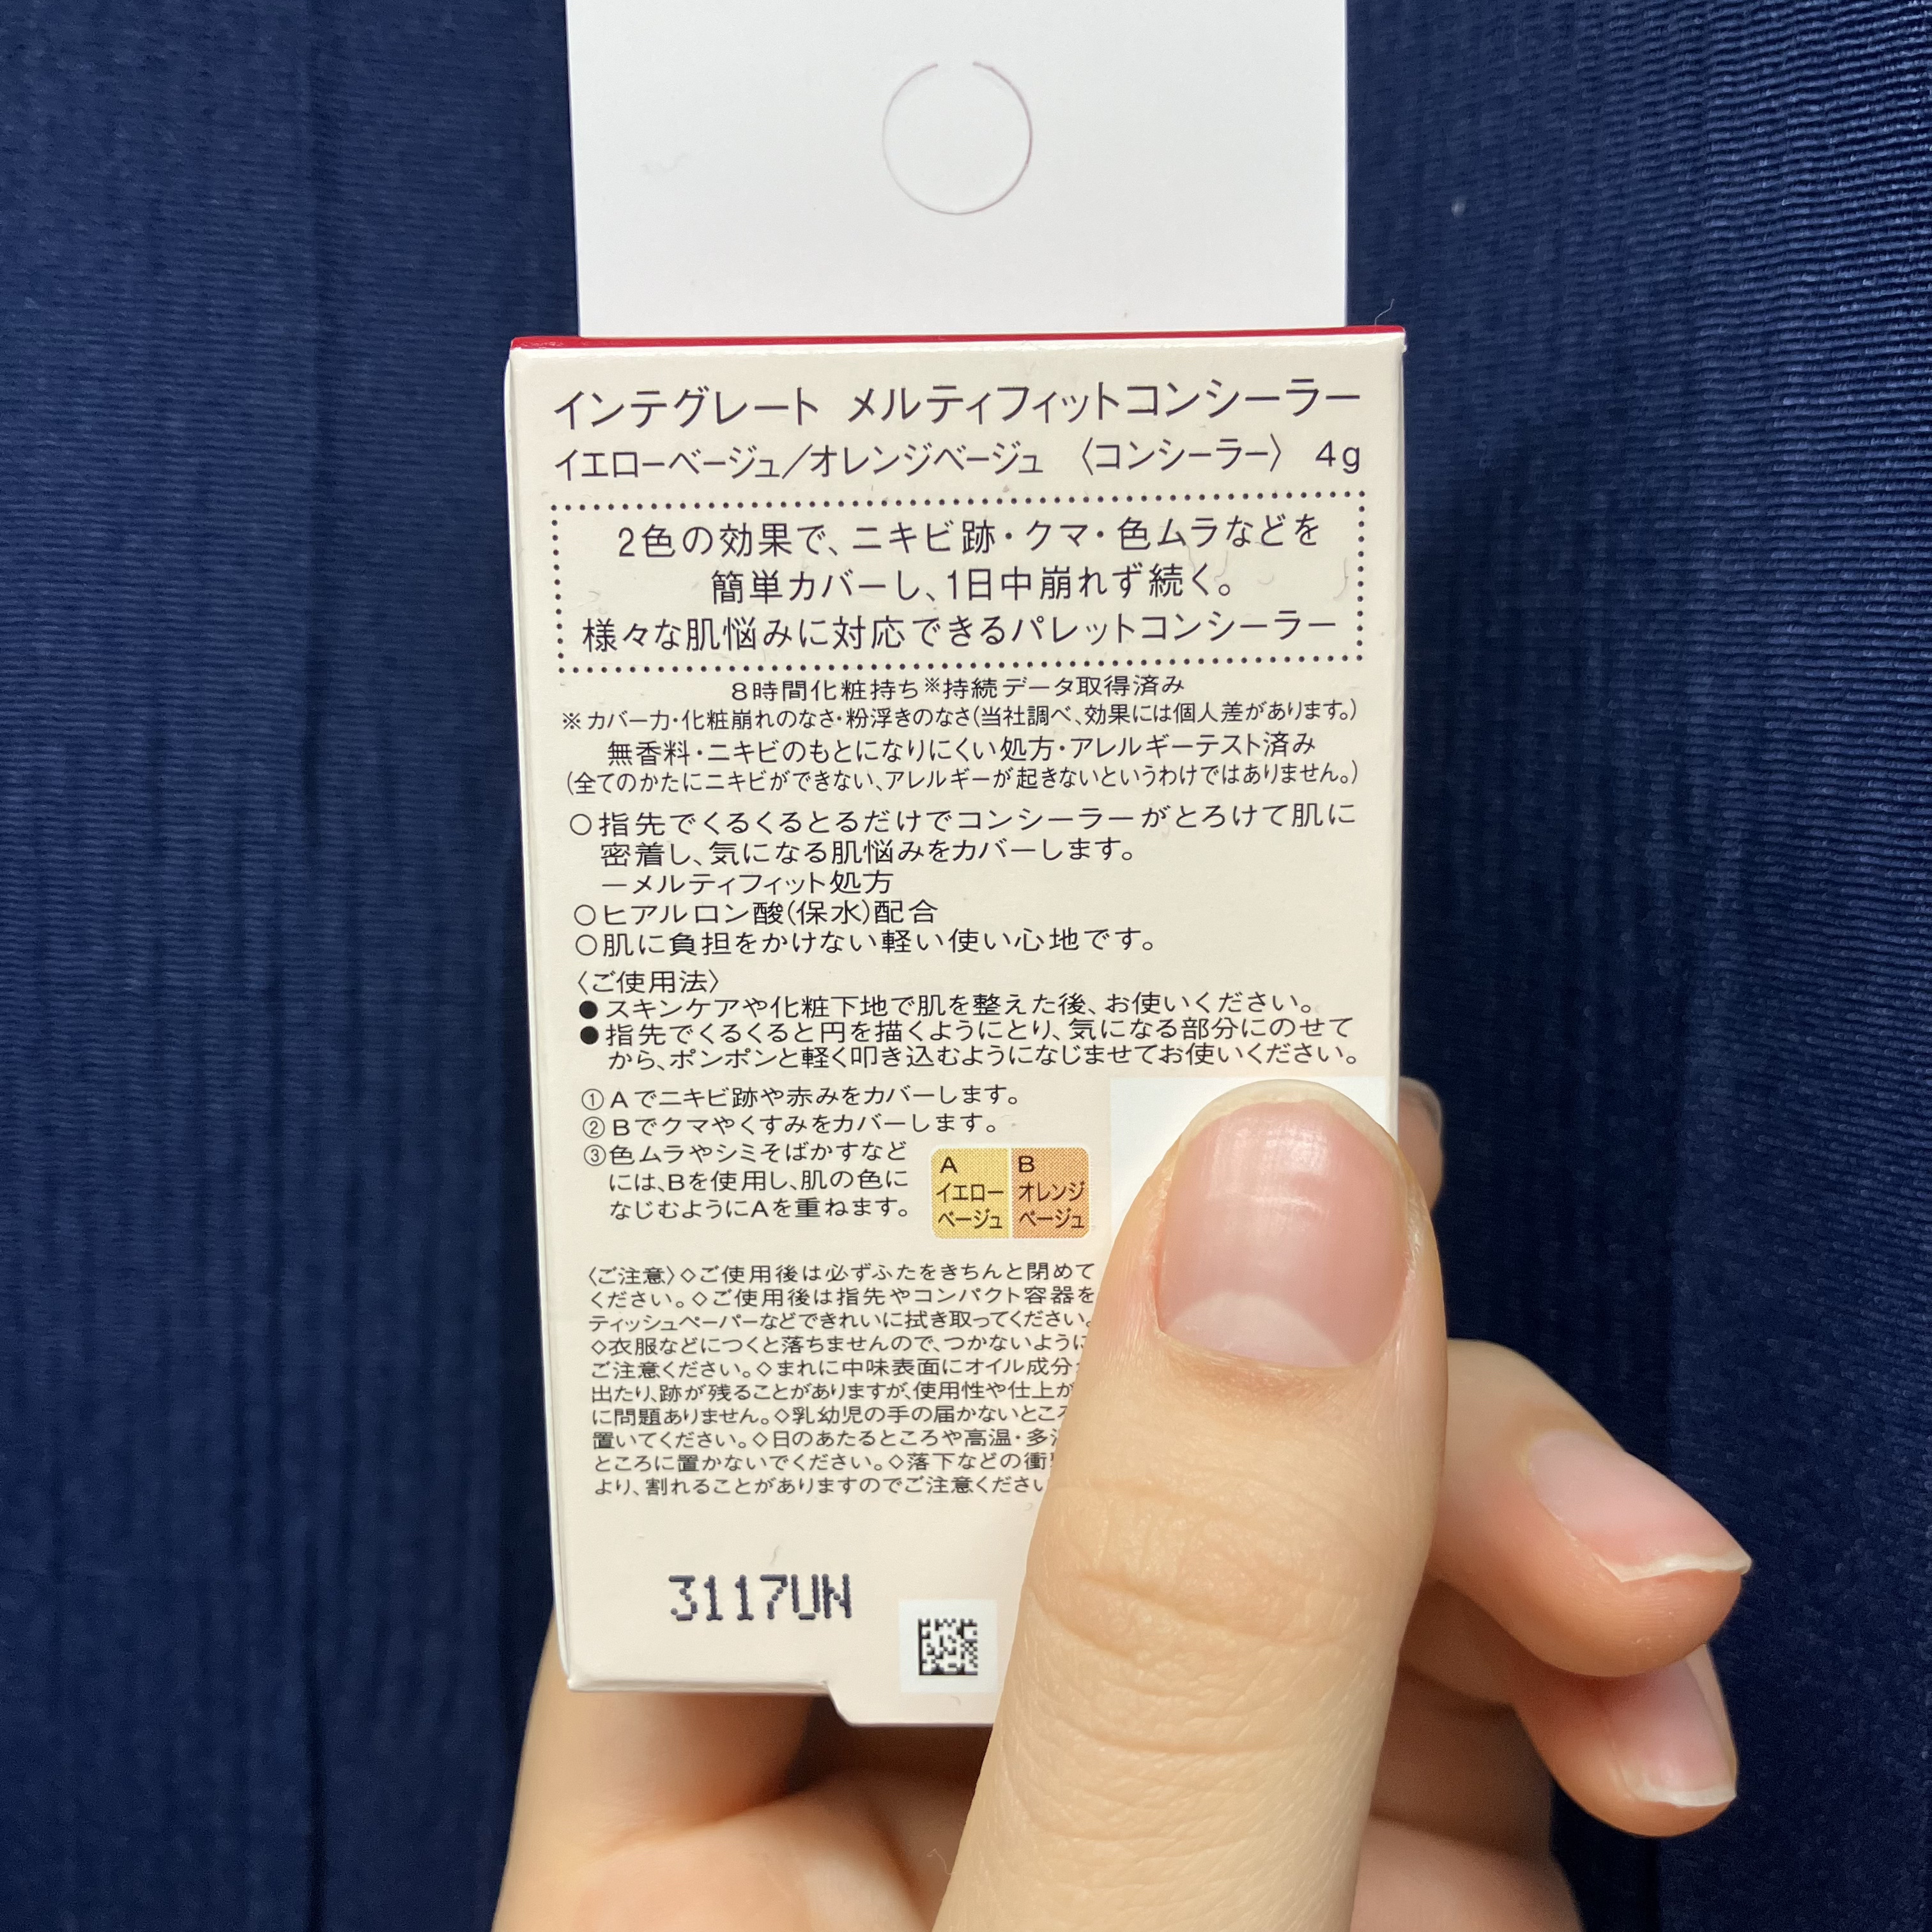 インテグレート メルティフィットコンシーラー
イエローベージュ/オレンジベージュ 〈コンシーラー〉 4g
2色の効果で、ニキビ跡・クマ・色ムラなどを
簡単カバーし、1日中崩れず続く。
様々な肌悩みに対応できるパレットコンシーラー
8時間化粧持ち※持続データ取得済み
※カバー力・化粧崩れのなさ・粉浮きのなさ(当社調べ、効果には個人差があります。)
無香料・ニキビのもとになりにくい処方・アレルギーテスト済み
(全てのかたにニキビができない、アレルギーが起きないというわけではありません。)
○指先でくるくるとるだけでコンシーラーがとろけて肌に
密着し、気になる肌悩みをカバーします。
―メルティフィット処方
○ヒアルロン酸(保水)配合
○肌に負担をかけない軽い使い心地です。
〈ご使用法〉
●スキンケアや化粧下地で肌を整えた後、お使いください。
●指先でくるくると円を描くようにとり、気になる部分にのせて
から、ポンポンと軽く叩き込むようになじませてお使いください。
①Aでニキビ跡や赤みをカバーします。
②Bでクマやくすみをカバーします。
③色ムラやシミそばかすなど
には、Bを使用し、肌の色に
なじむようにAを重ねます。
A イエローベージュ
B オレンジベージュ
〈ご注意〉◇ご使用後は必ずふたをきちんと閉めて
ください。◇ご使用後は指先やコンパクト容器を
ティッシュペーパーなどできれいに拭き取ってください。
◇衣服などにつくと落ちませんので、つかないように
ご注意ください。◇まれに中味表面にオイル成分
出たり、跡が残ることがありますが、使用性や仕上が
に問題ありません。◇乳幼児の手の届かないところ
置いてください。◇日のあたるところや高温・多
ところに置かないでください。◇落下などの衝
より、割れることがありますのでご注意ください
3117UN